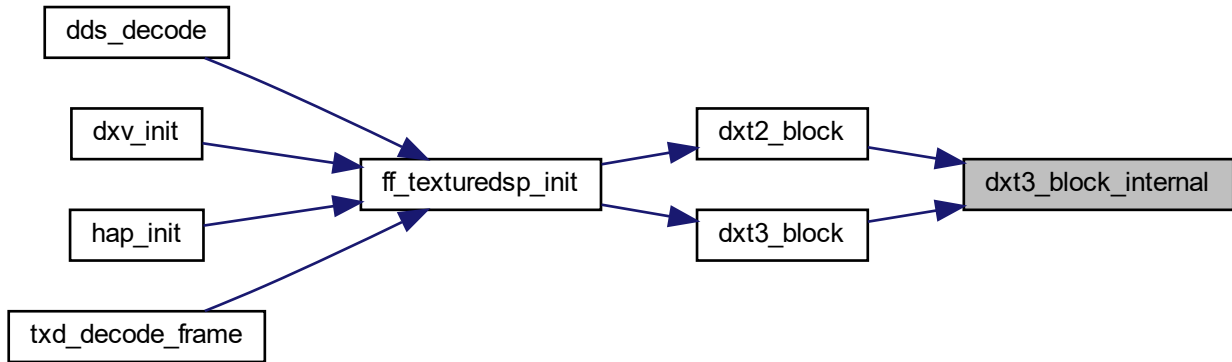 dds_decode
dxv_init
hap_init
txd_decode_frame
ff_texturedsp_init
dxt2_block
dxt3_block
dxt3_block_internal